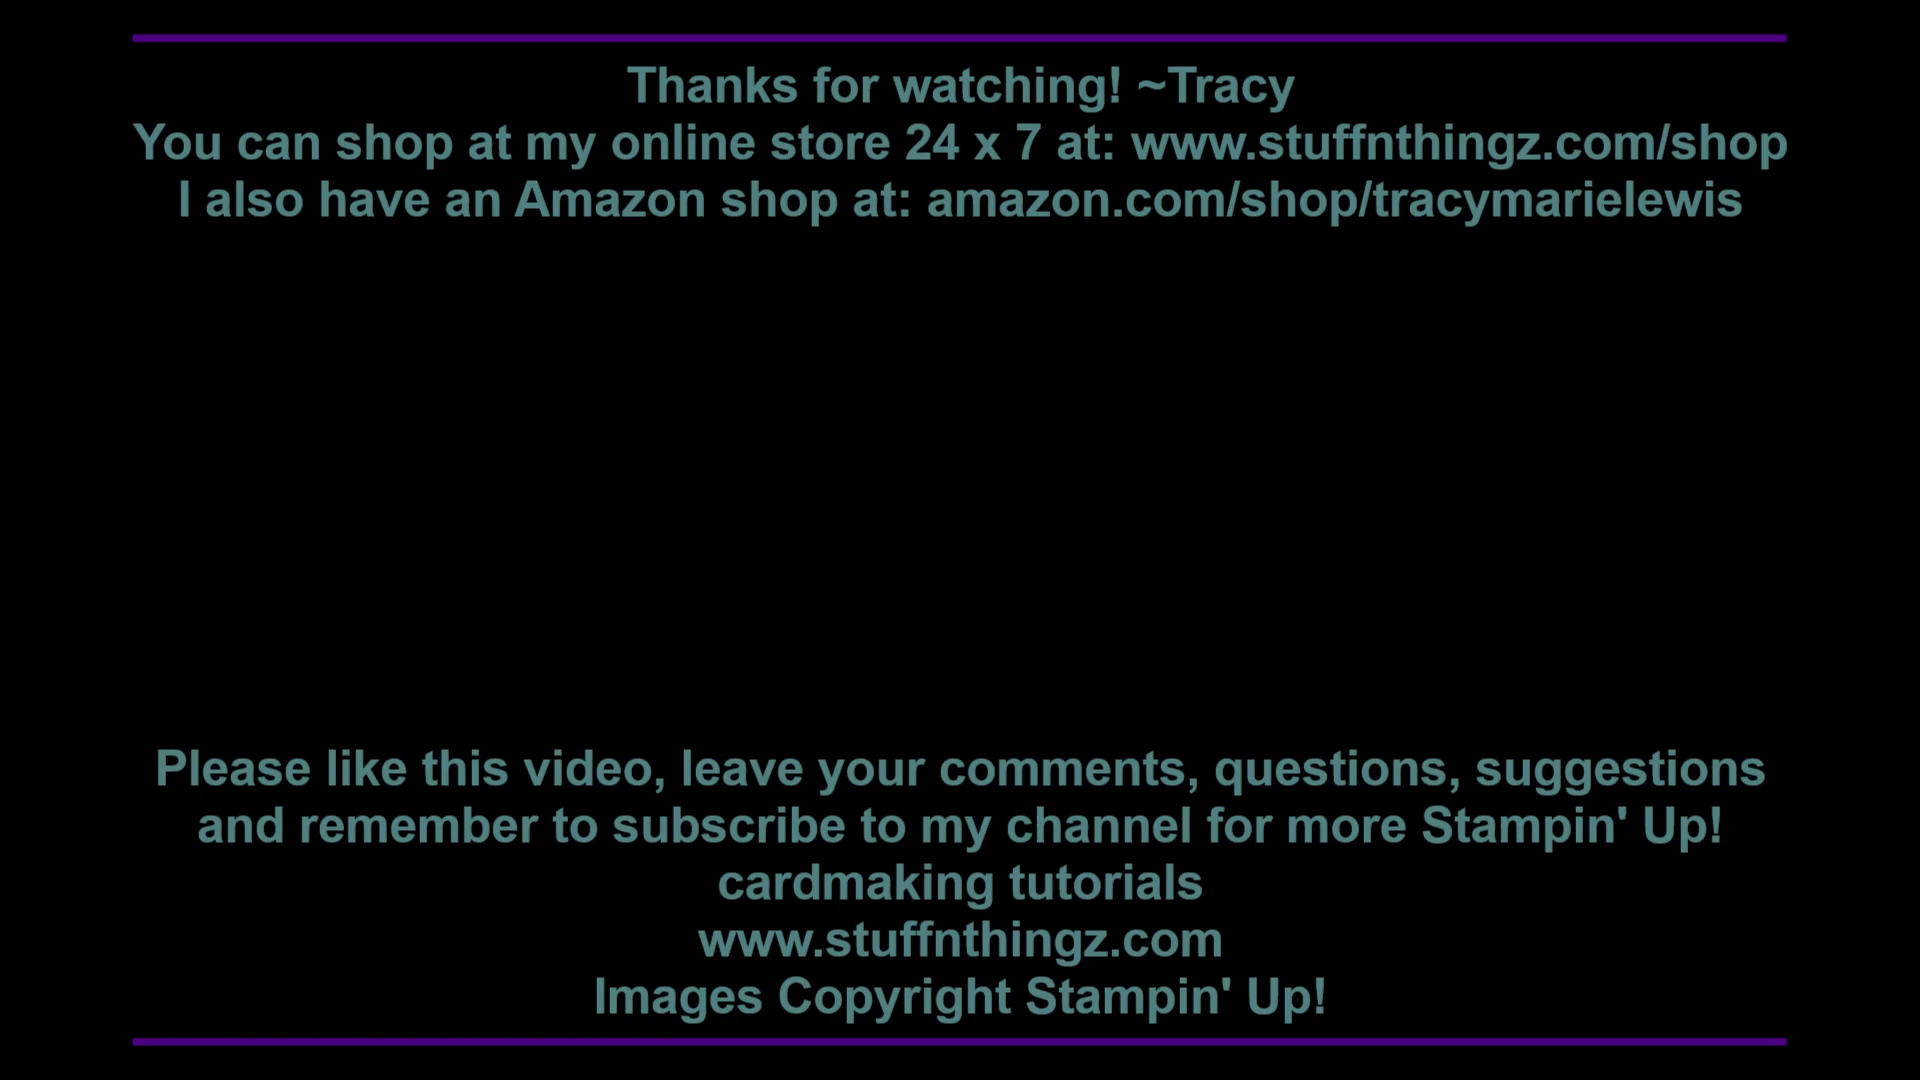 Thanks for watching! ~Tracy
You can shop at my online store 24 x 7 at: www.stuffnthingz.com/shop
I also have an Amazon shop at: amazon.com/shop/tracymarielewis
Please like this video, leave your comments, questions, suggestions
and remember to subscribe to my channel for more Stampin' Up!
cardmaking tutorials
www.stuffnthingz.com
Images Copyright Stampin' Up!